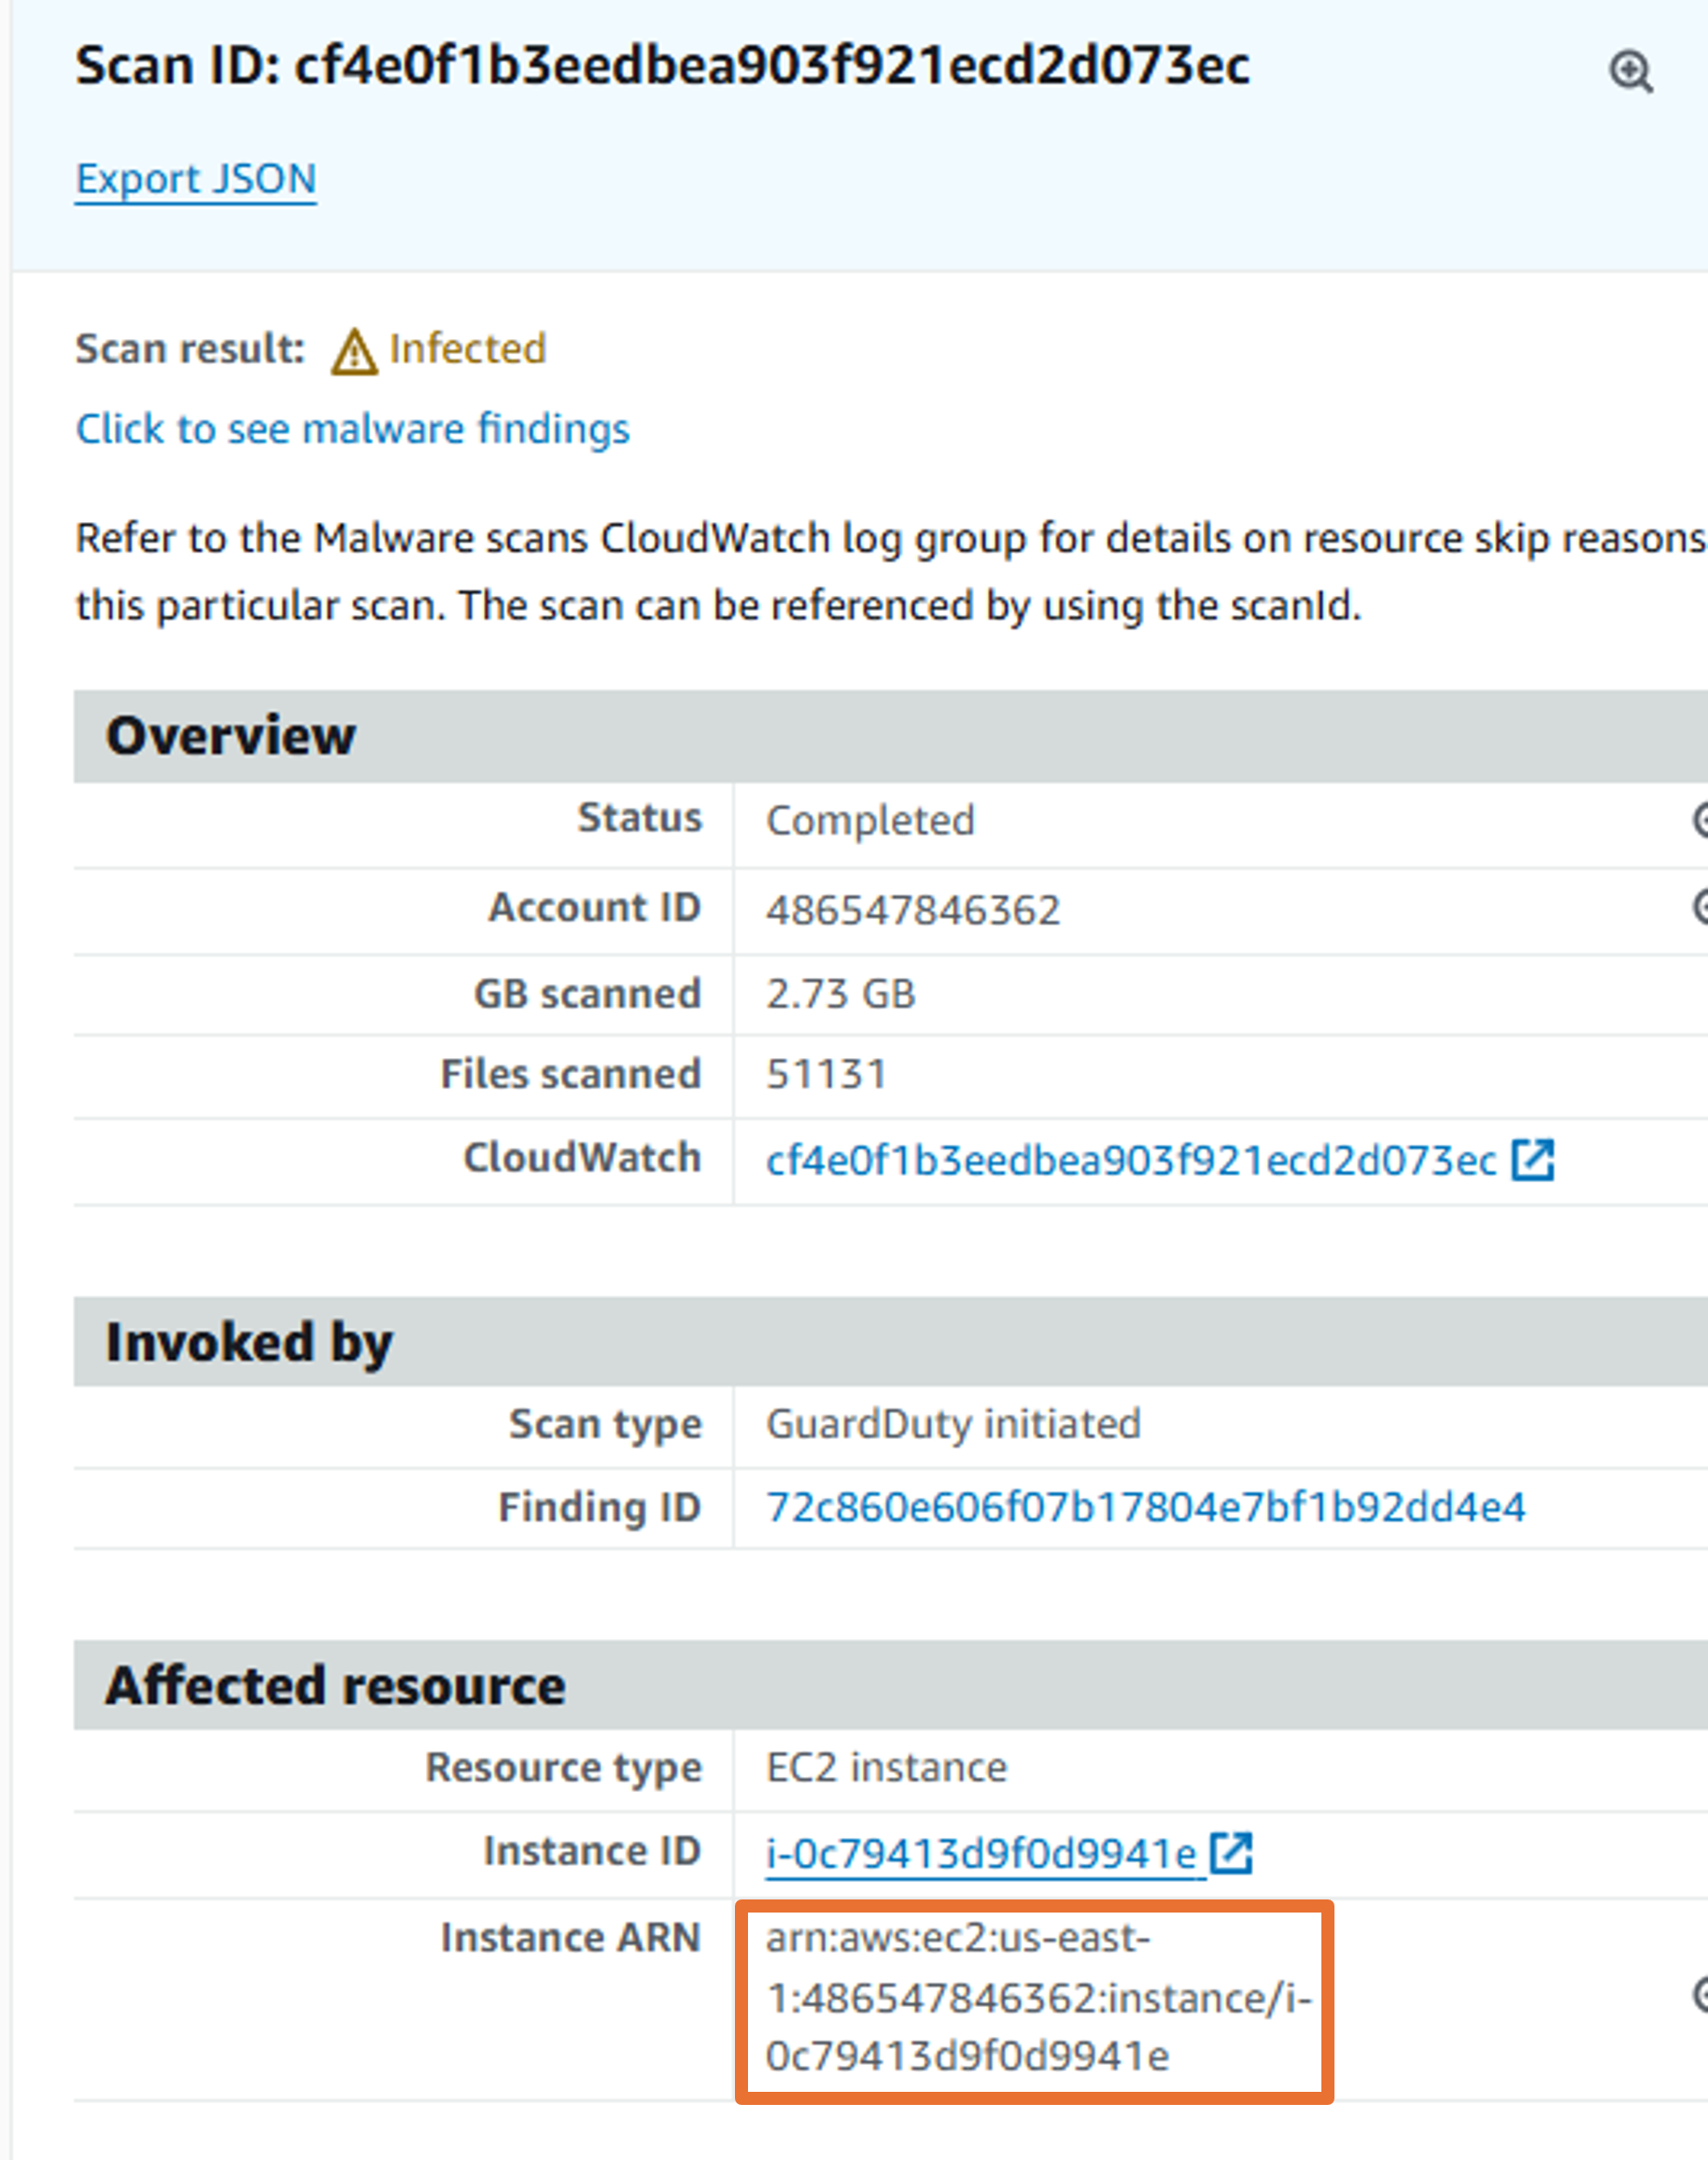 Scan ID: cf4e0f1b3eedbea903f921ecd2d073ec
Export JSON
Scan result: Infected
Click to see malware findings
Refer to the Malware scans CloudWatch log group for details on resource skip reasons
this particular scan. The scan can be referenced by using the scanId.
Overview
Status Completed
Account ID 486547846362
GB scanned 2.73 GB
Files scanned 51131
CloudWatch cf4e0f1b3eedbea903f921ecd2d073ec
Invoked by
Scan type GuardDuty initiated
Finding ID 72c860e606f07b17804e7bf1b92dd4e4
Affected resource
Resource type EC2 instance
Instance ID i-0c79413d9f0d9941e
Instance ARN arn:aws:ec2:us-east-
1:486547846362:instance/i-
0c79413d9f0d9941e